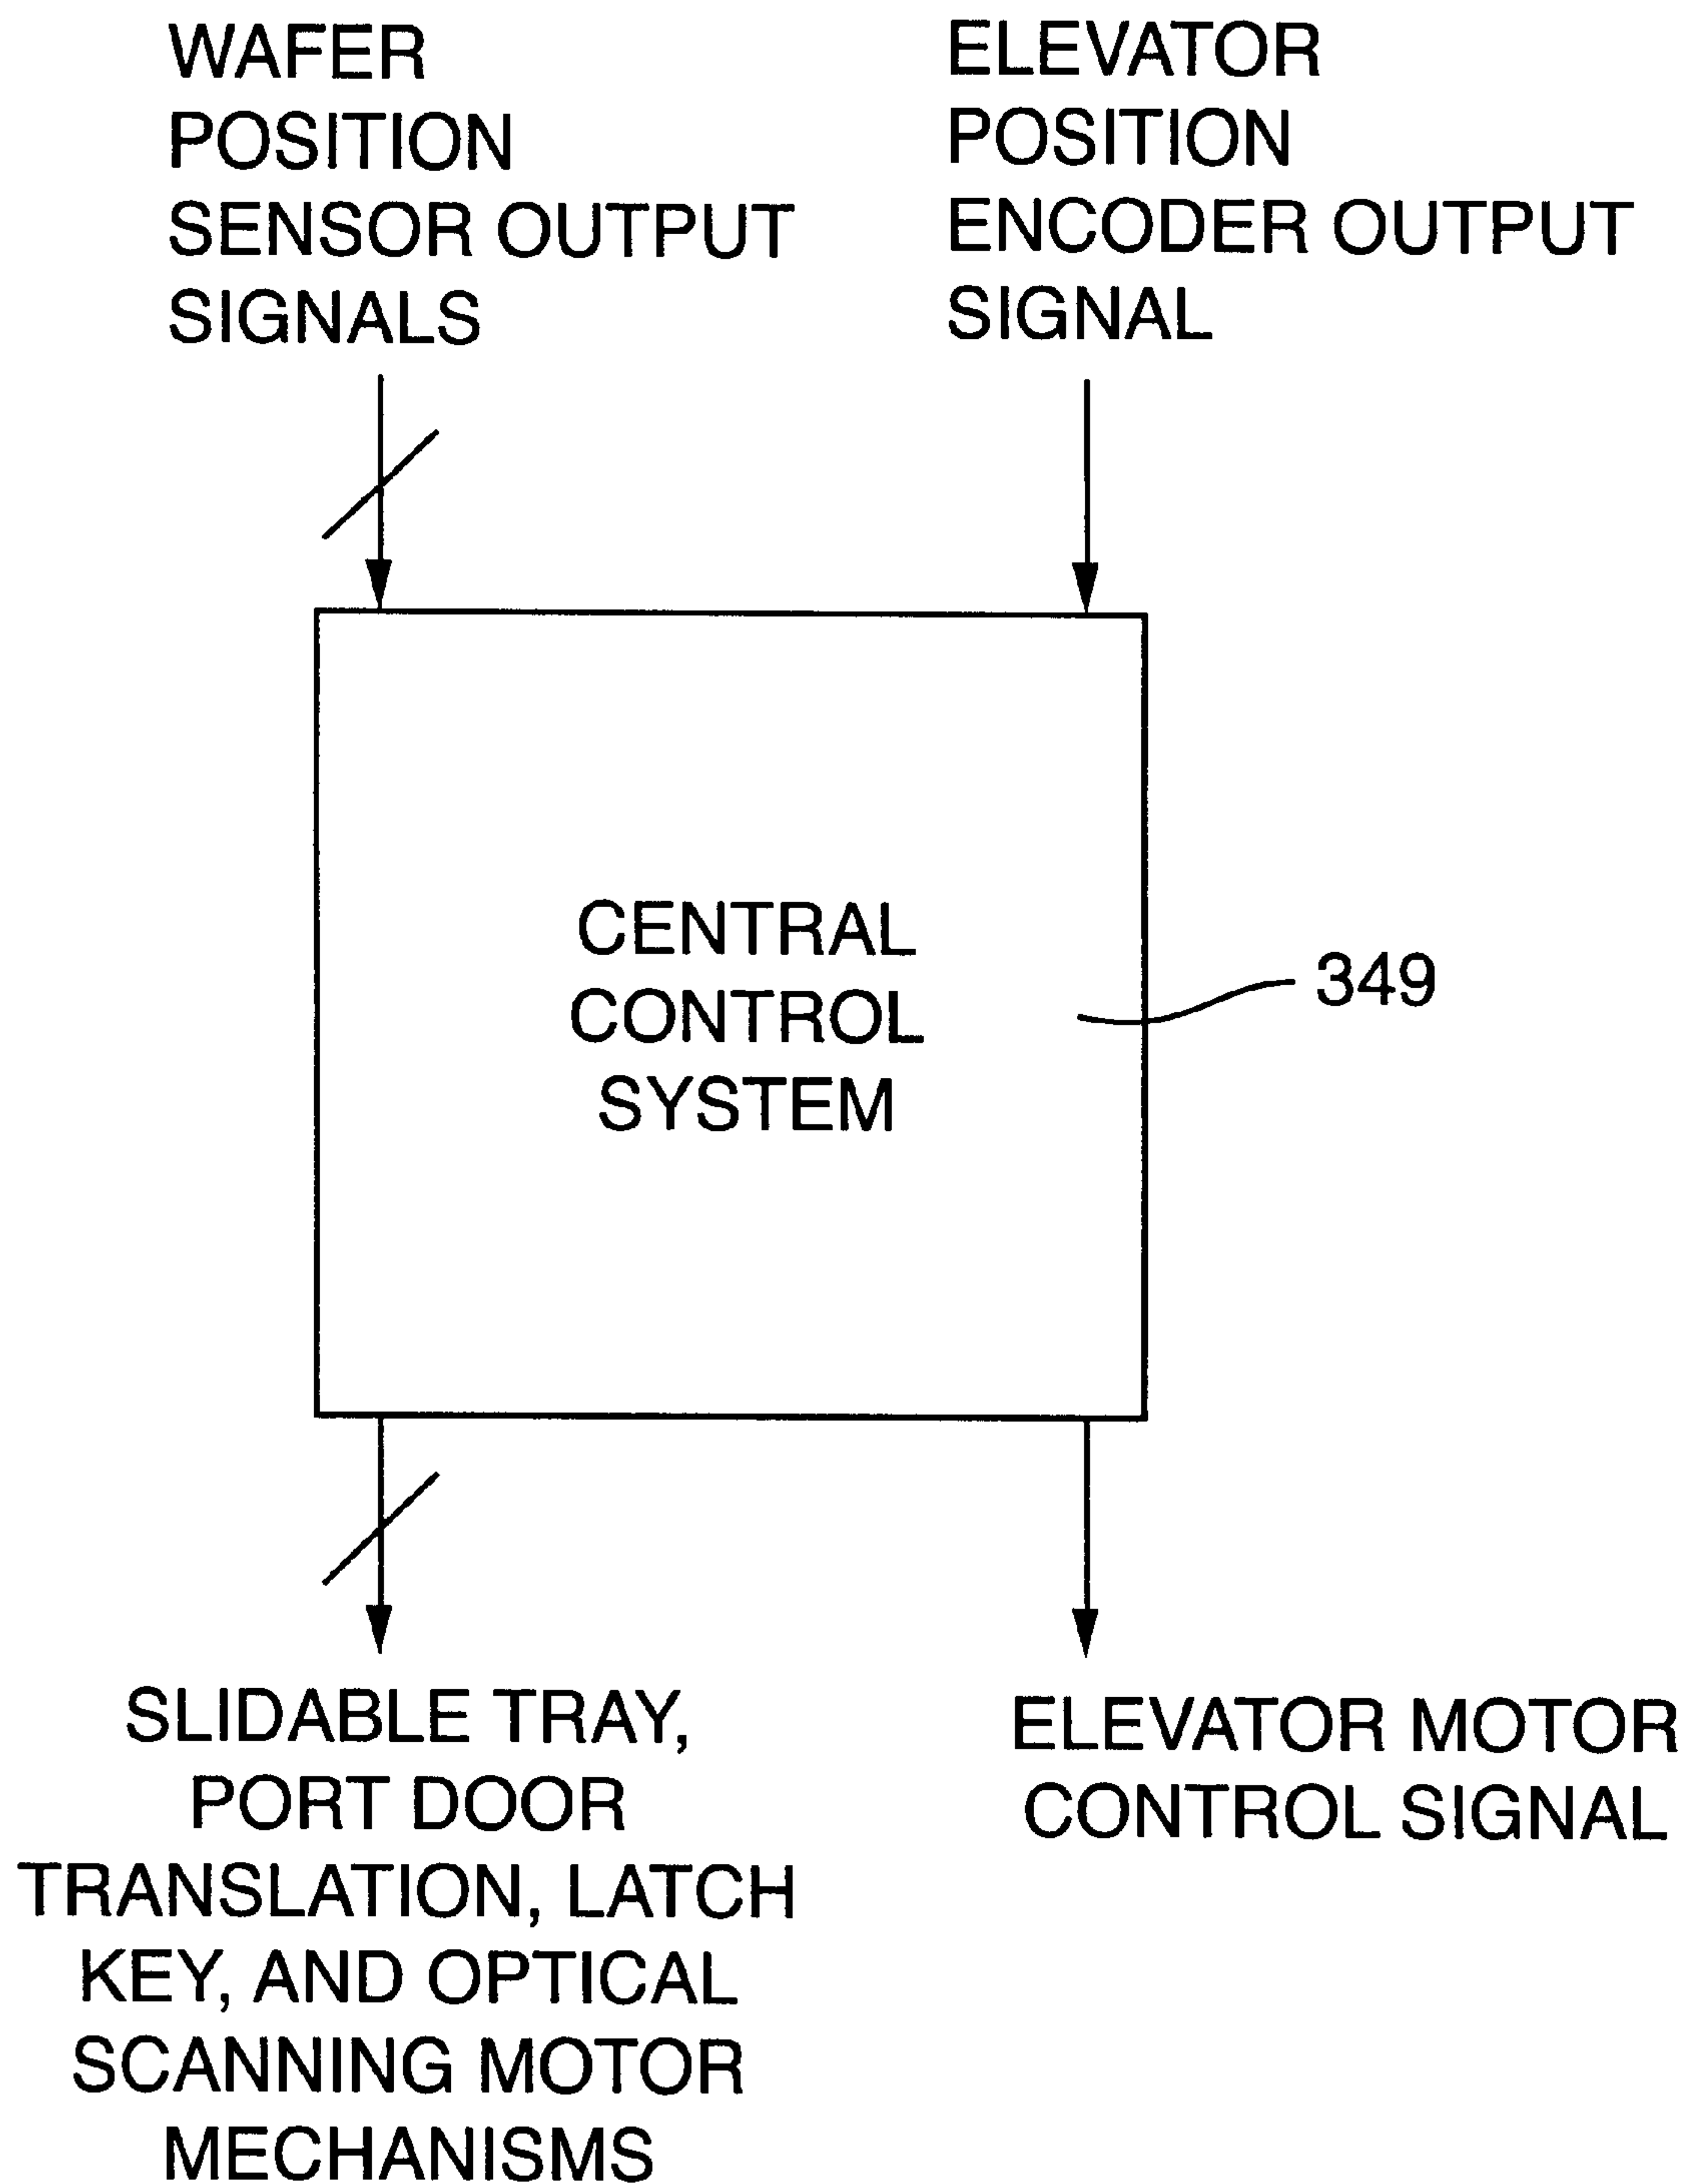 WAFER
POSITION
SENSOR OUTPUT
SIGNALS
ELEVATOR
POSITION
ENCODER OUTPUT
SIGNAL
CENTRAL
CONTROL
SYSTEM
349
SLIDABLE TRAY,
PORT DOOR
TRANSLATION, LATCH
KEY, AND OPTICAL
SCANNING MOTOR
MECHANISMS
ELEVATOR MOTOR
CONTROL SIGNAL